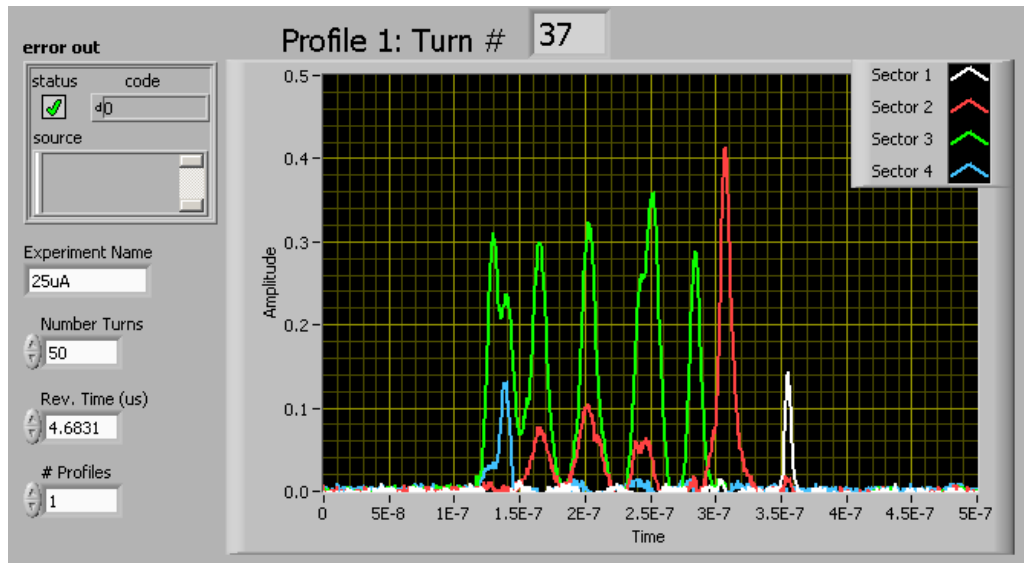 Profile 1: Turn # 37
error out
status code
d 0
source
Experiment Name
25uA
Number Turns
50
Rev. Time (us)
4.6831
# Profiles
1
Sector 1
Sector 2
Sector 3
Sector 4
Amplitude
0.5
0.4
0.3
0.2
0.1
0.0
0 5E-8 1E-7 1.5E-7 2E-7 2.5E-7 3E-7 3.5E-7 4E-7 4.5E-7 5E-7
Time